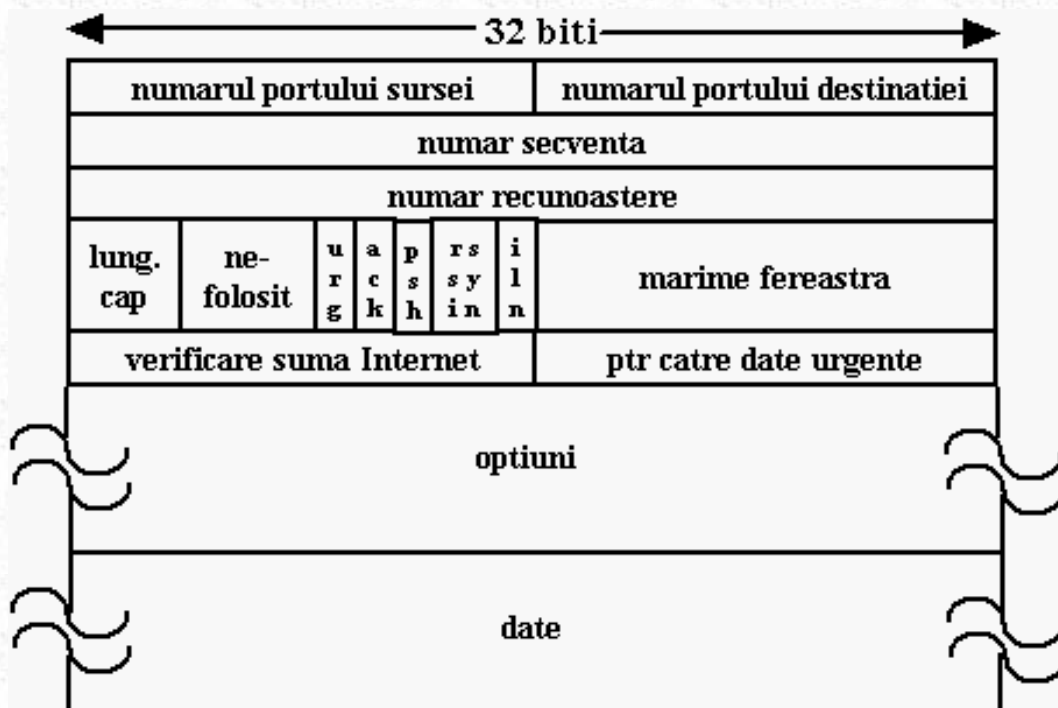 32 biti
numarul portului sursei
numarul portului destinatiei
numar secventa
numar recunoastere
lung.
cap
ne-
folosit
u
r
g
a
c
k
p
s
h
r s
s y
i n
i
l
n
marime fereastra
verificare suma Internet
ptr catre date urgente
optiuni
date